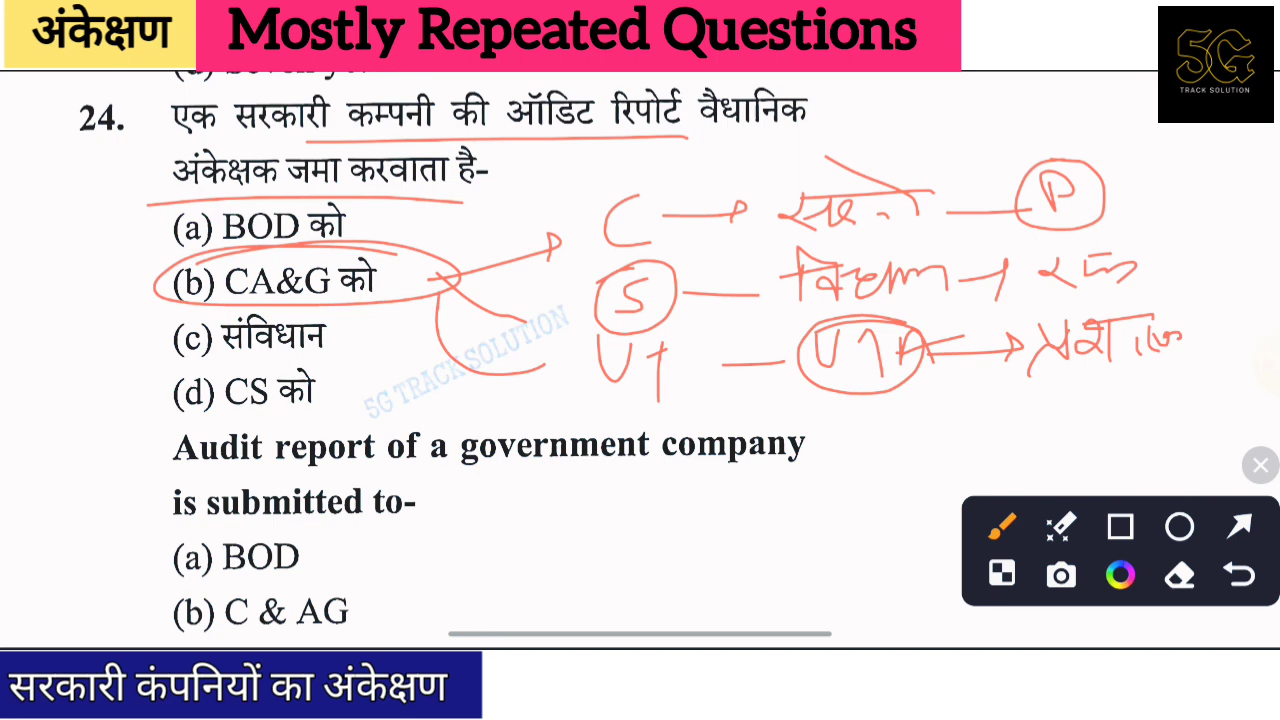 अंकेक्षण
Mostly Repeated Questions
5G
TRACK SOLUTION
24. एक सरकारी कम्पनी की ऑडिट रिपोर्ट वैधानिक
अंकेक्षक जमा करवाता है-
(a) BOD को
(b) CA&G को
(c) संविधान
(d) CS को
C P
S
UT
5G TRACK SOLUTION
Audit report of a government company
is submitted to-
(a) BOD
(b) C & AG
सरकारी कंपनियों का अंकेक्षण